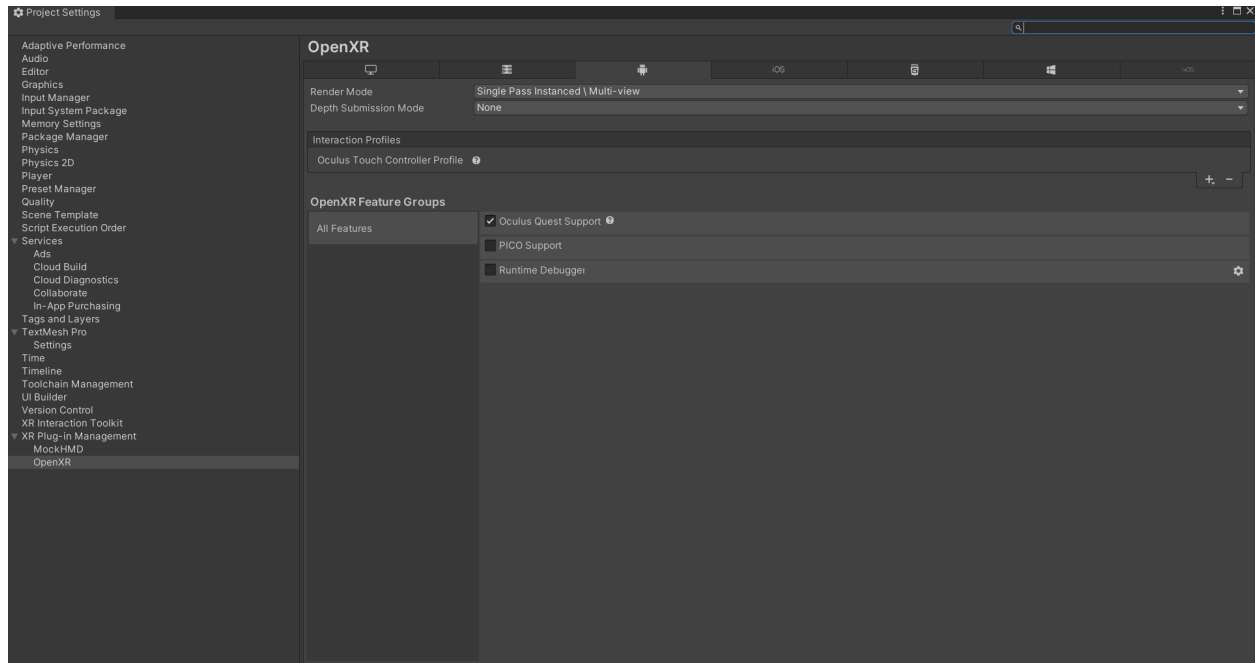 Project Settings
Adaptive Performance
Audio
Editor
Graphics
Input Manager
Input System Package
Memory Settings
Package Manager
Physics
Physics 2D
Player
Preset Manager
Quality
Scene Template
Script Execution Order
Services
Ads
Cloud Build
Cloud Diagnostics
Collaborate
In-App Purchasing
Tags and Layers
TextMesh Pro
Settings
Time
Timeline
Toolchain Management
UI Builder
Version Control
XR Interaction Toolkit
XR Plug-in Management
MockHMD
OpenXR
OpenXR
iOS
Render Mode
Single Pass Instanced \ Multi-view
Depth Submission Mode
None
Interaction Profiles
Oculus Touch Controller Profile
OpenXR Feature Groups
All Features
Oculus Quest Support
PICO Support
Runtime Debugger